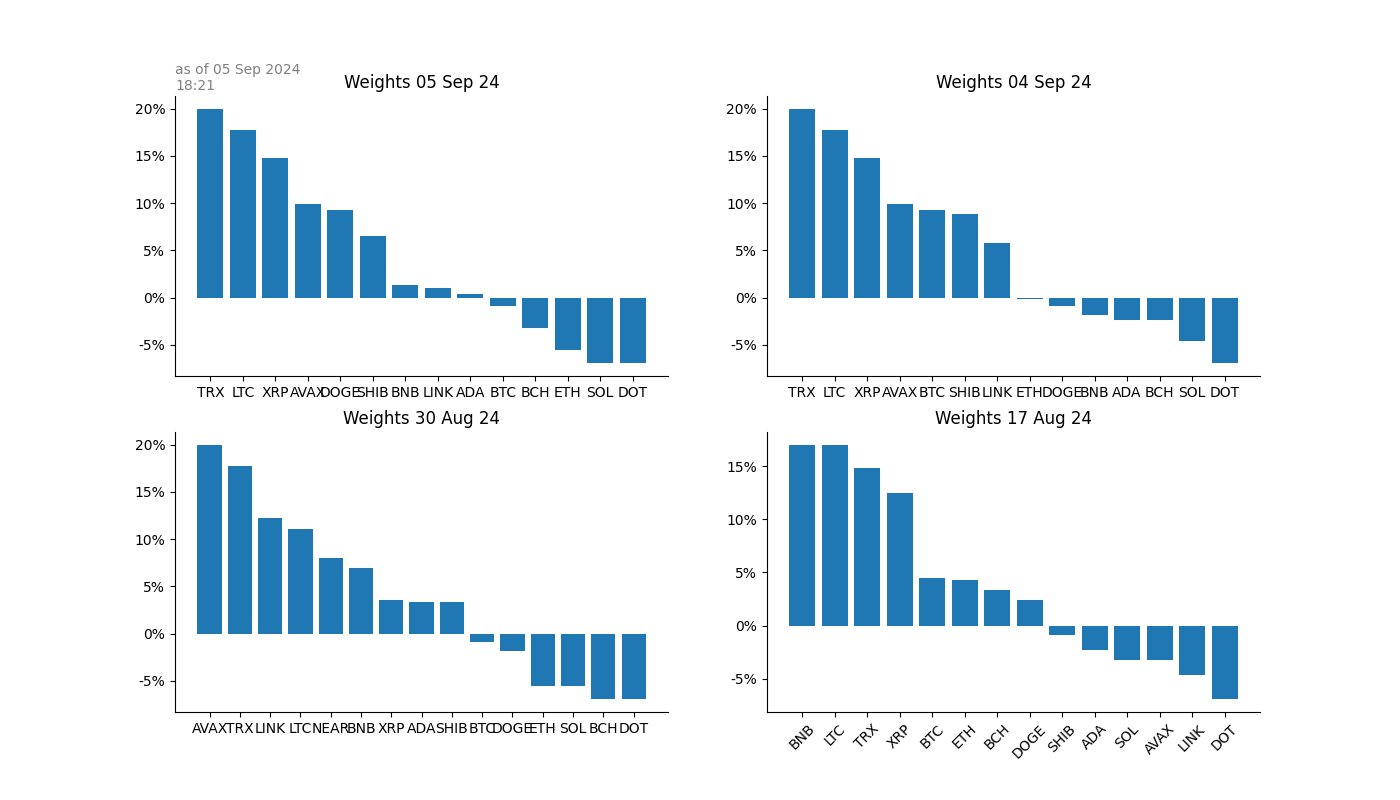 as of 05 Sep 2024
18:21
Weights 05 Sep 24
20%
15%
10%
5%
0%
-5%
TRX LTC XRP AVAX DOGE SHIB BNB LINK ADA BTC BCH ETH SOL DOT
Weights 04 Sep 24
20%
15%
10%
5%
0%
-5%
TRX LTC XRP AVAX BTC SHIB LINK ETH DOGE BNB ADA BCH SOL DOT
Weights 30 Aug 24
20%
15%
10%
5%
0%
-5%
AVAX TRX LINK LTC NEAR BNB XRP ADA SHIB BTC DOGE ETH SOL BCH DOT
Weights 17 Aug 24
15%
10%
5%
0%
-5%
BNB LTC TRX XRP BTC ETH BCH DOGE SHIB ADA SOL AVAX LINK DOT